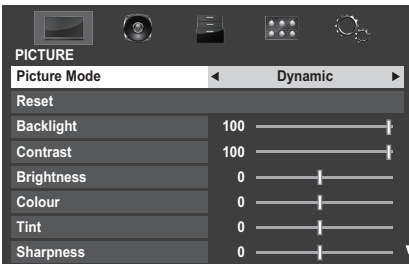 PICTURE
Picture Mode ◀ Dynamic ▶
Reset
Backlight 100
Contrast 100
Brightness 0
Colour 0
Tint 0
Sharpness 0